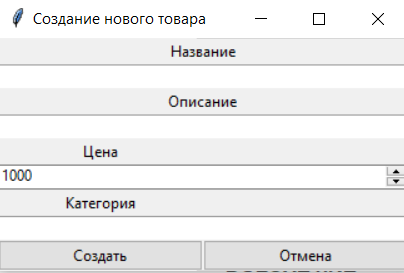 Создание нового товара
Название
Описание
Цена
1000
Категория
Создать Отмена